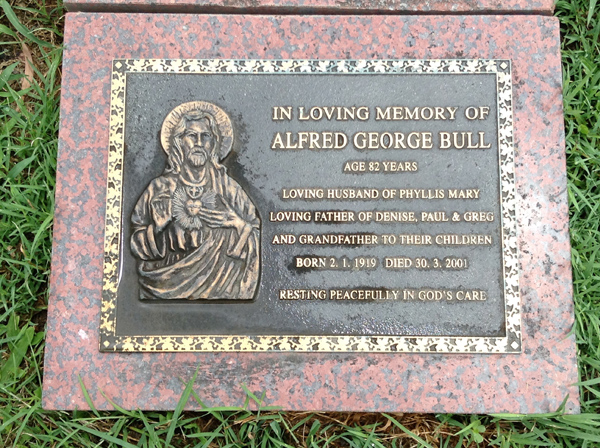 IN LOVING MEMORY OF
ALFRED GEORGE BULL
AGE 82 YEARS
LOVING HUSBAND OF PHYLLIS MARY
LOVING FATHER OF DENISE, PAUL & GREG
AND GRANDFATHER TO THEIR CHILDREN
BORN 2. 1. 1919 DIED 30. 3. 2001
RESTING PEACEFULLY IN GOD'S CARE